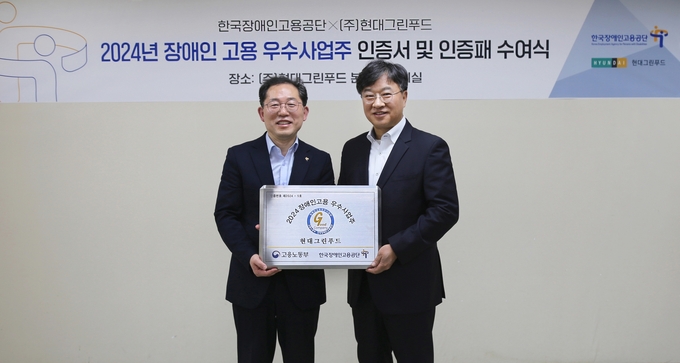 한국장애인고용공단×(주)현대그린푸드
2024년 장애인 고용 우수사업주 인증서 및 인증패 수여식
장소: (주)현대그린푸드 본
한국장애인고용공단
HYUNDAI 현대그린푸드
2024 장애인고용 우수사업주
현대그린푸드
고용노동부 한국장애인고용공단